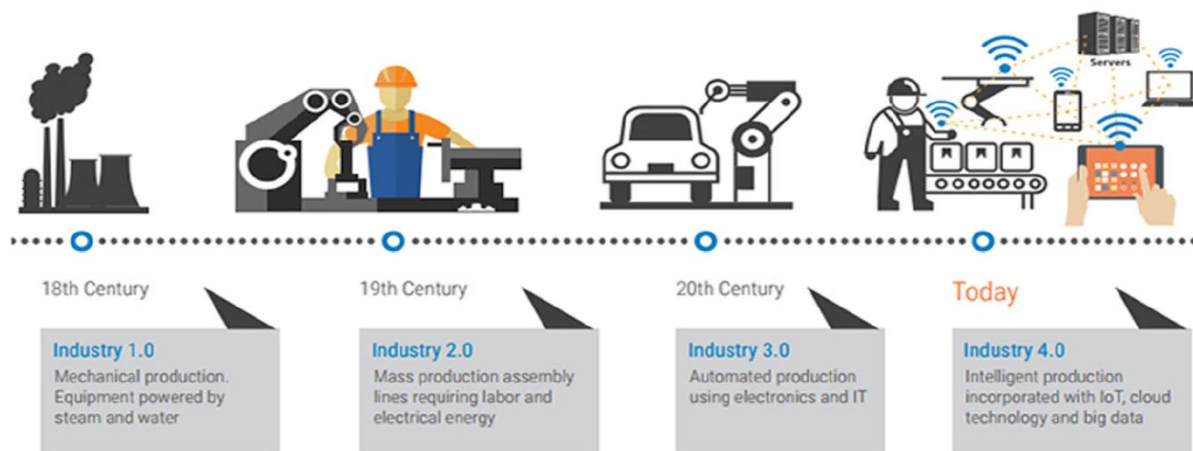 Servers
18th Century
Industry 1.0
Mechanical production.
Equipment powered by
steam and water
19th Century
Industry 2.0
Mass production assembly
lines requiring labor and
electrical energy
20th Century
Industry 3.0
Automated production
using electronics and IT
Today
Industry 4.0
Intelligent production
incorporated with IoT, cloud
technology and big data